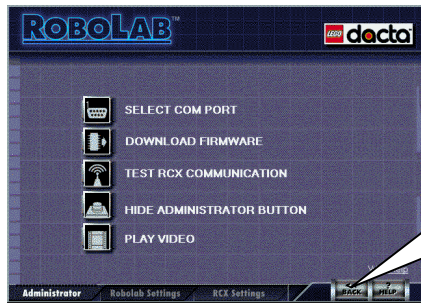 ROBOLAB™
LEGO dacta
SELECT COM PORT
DOWNLOAD FIRMWARE
TEST RCX COMMUNICATION
HIDE ADMINISTRATOR BUTTON
PLAY VIDEO
Administrator Robolab Settings RCX Settings BACK HELP